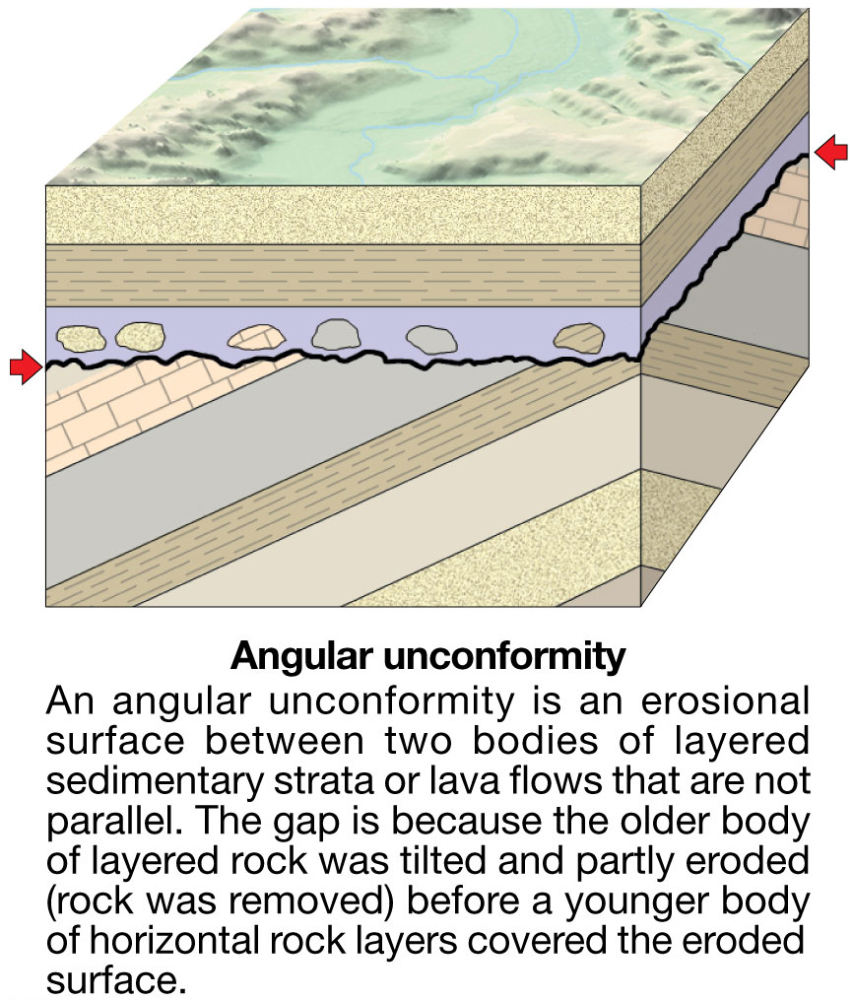 Angular unconformity
An angular unconformity is an erosional
surface between two bodies of layered
sedimentary strata or lava flows that are not
parallel. The gap is because the older body
of layered rock was tilted and partly eroded
(rock was removed) before a younger body
of horizontal rock layers covered the eroded
surface.